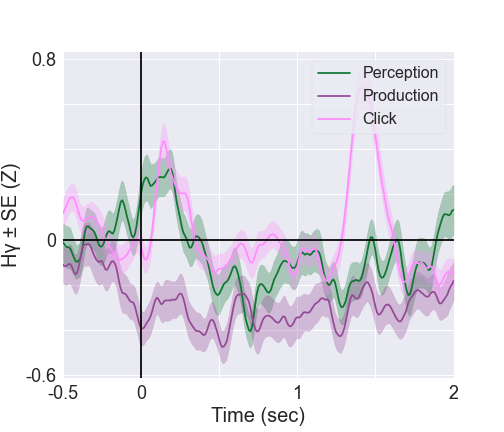 Hγ ± SE (Z)
0.8
0
-0.6
Perception
Production
Click
-0.5
0
1
2
Time (sec)